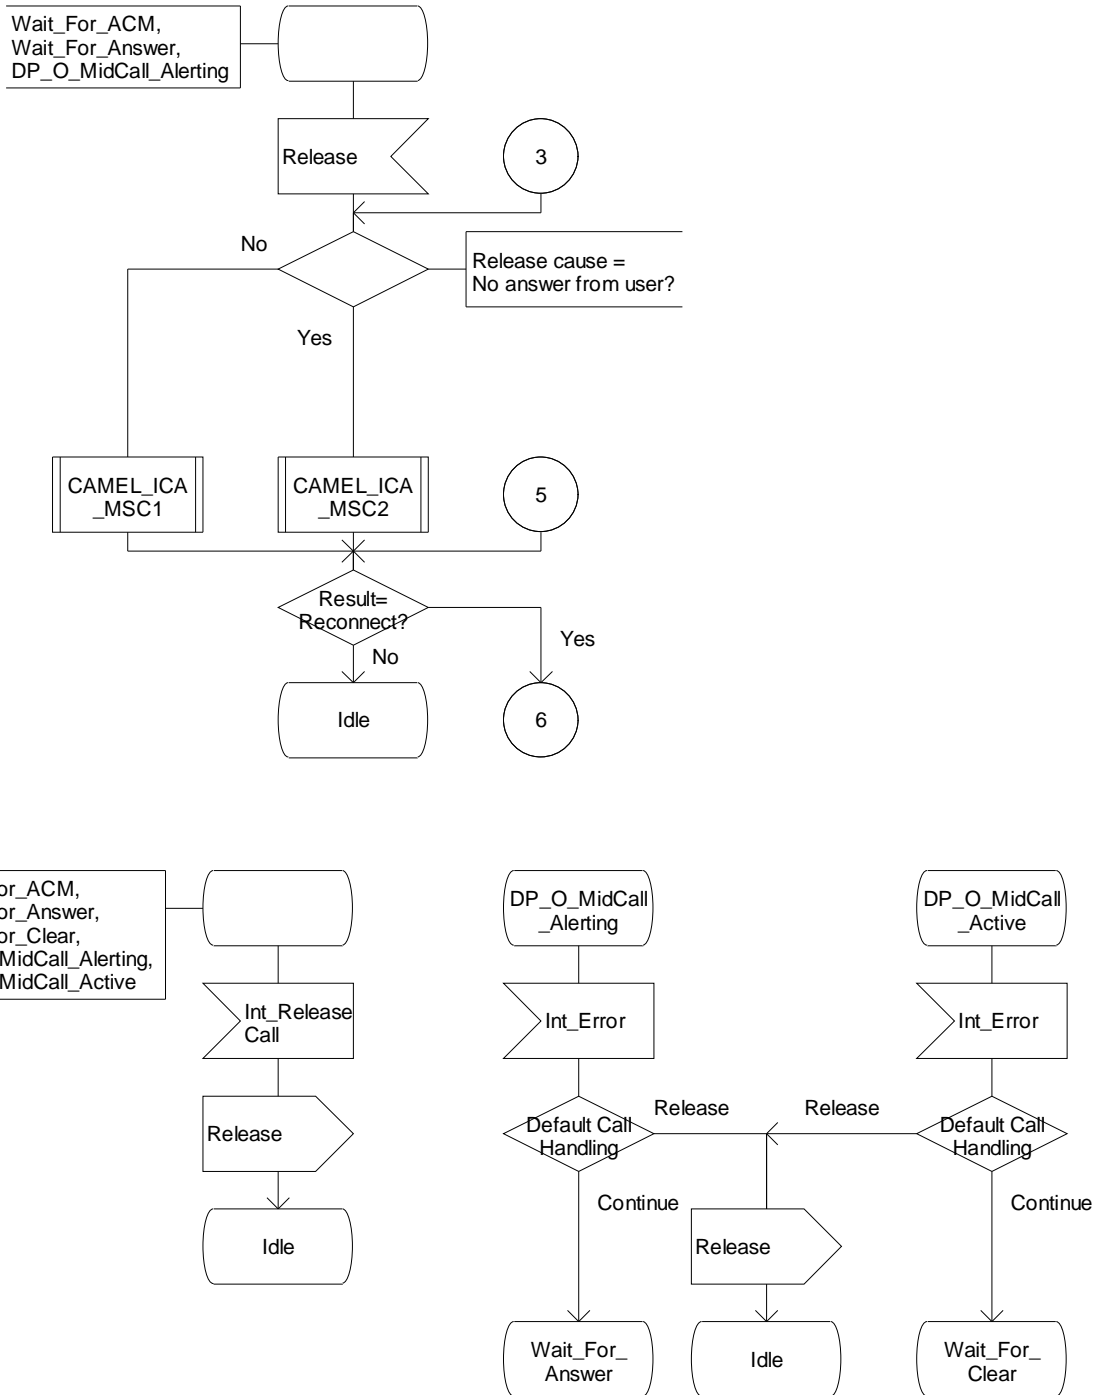 Wait_For_ACM,
Wait_For_Answer,
DP_O_MidCall_Alerting
Release
3
No
Release cause =
No answer from user?
Yes
CAMEL_ICA
_MSC1
CAMEL_ICA
_MSC2
5
Result=
Reconnect?
Yes
No
Idle
6
or_ACM,
or_Answer,
or_Clear,
MidCall_Alerting,
MidCall_Active
DP_O_MidCall
_Alerting
DP_O_MidCall
_Active
Int_Release
Call
Int_Error
Int_Error
Release
Default Call
Handling
Release
Release
Default Call
Handling
Continue
Continue
Idle
Release
Wait_For_
Answer
Idle
Wait_For_
Clear